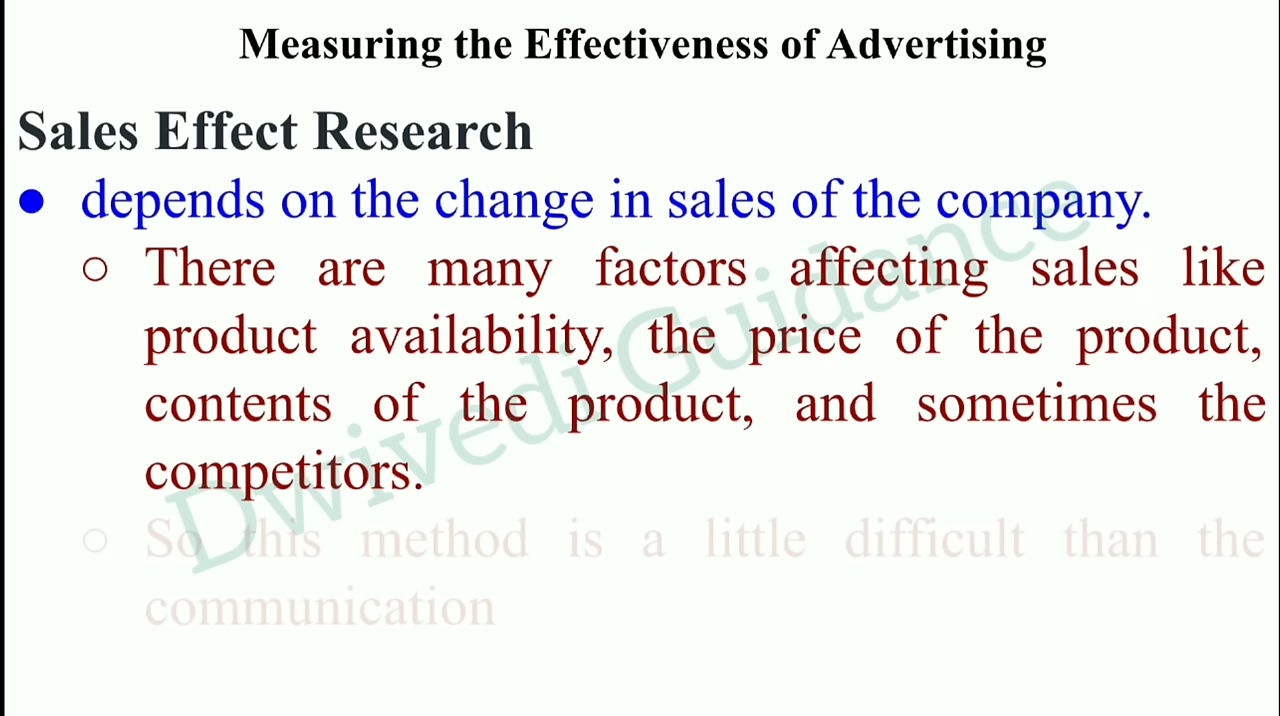 Measuring the Effectiveness of Advertising
Sales Effect Research
● depends on the change in sales of the company.
○ There are many factors affecting sales like
product availability, the price of the product,
contents of the product, and sometimes the
competitors.
○ So this method is a little difficult than the
communication
Dwivedi Guidance